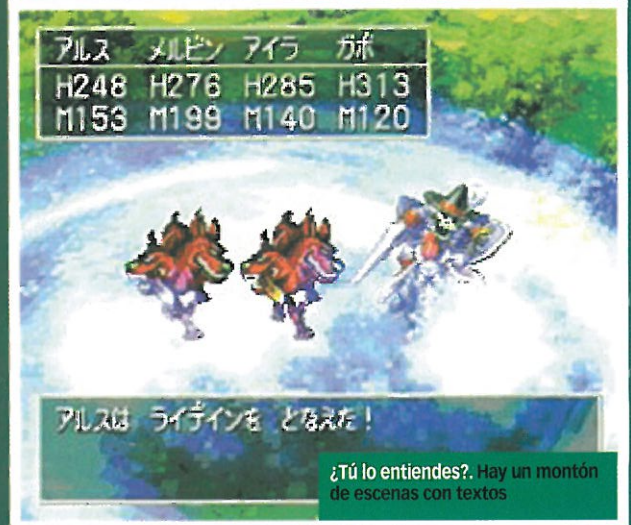 アルス メルビン アイラ ガボ
H248 H276 H285 H313
M153 M199 M140 M120
アルスは ライデインを となえた！
¿Tú lo entiendes?. Hay un montón
de escenas con textos